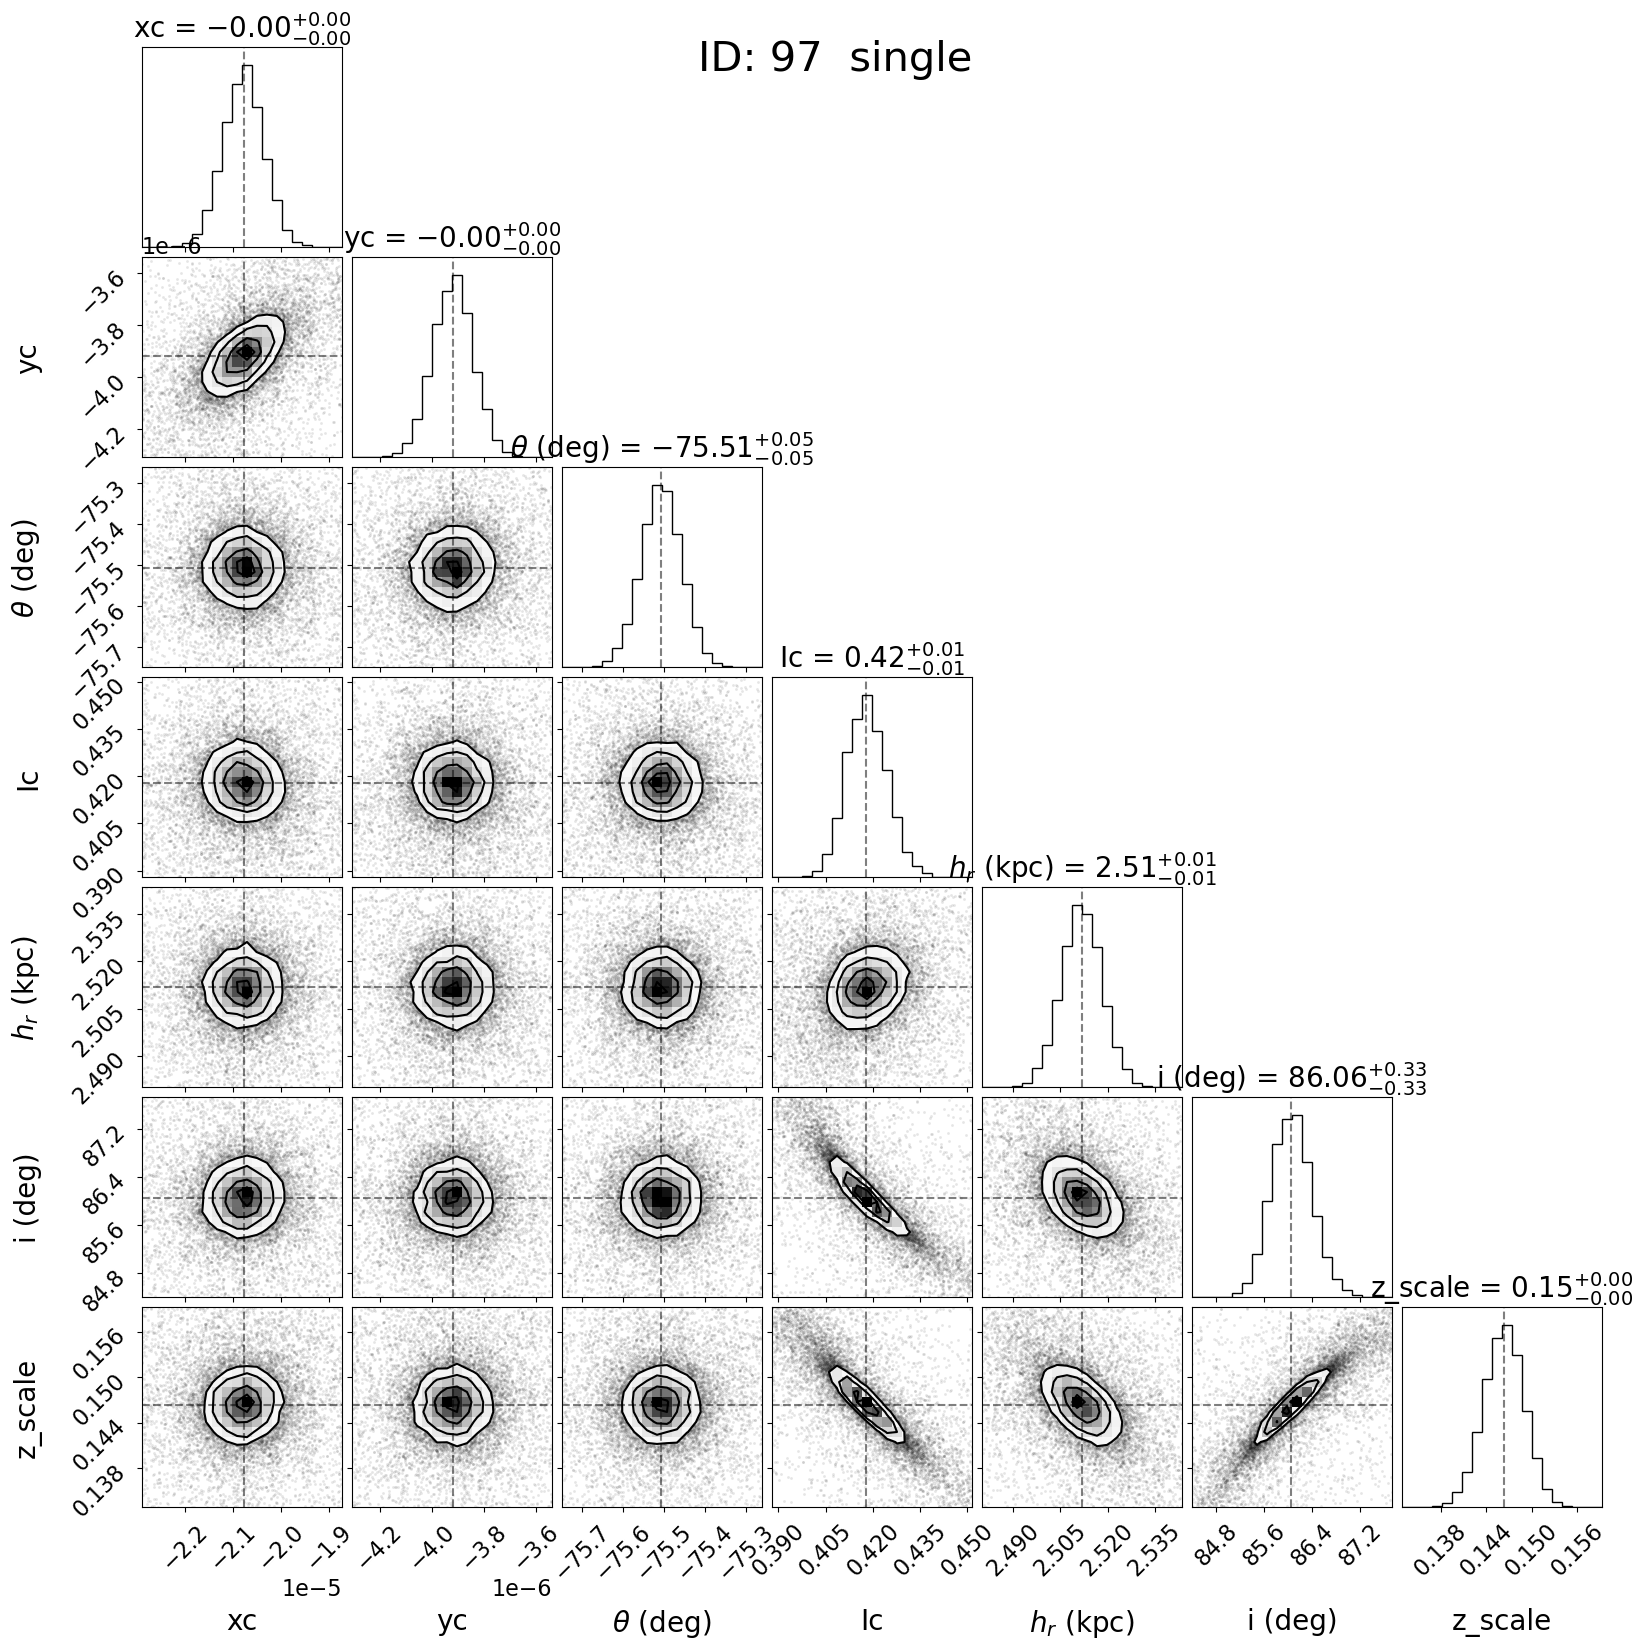 xc = −0.00+0.00−0.00
ID: 97 single
1e−6
yc = −0.00+0.00−0.00
yc
−3.6
−3.8
−4.0
−4.2
θ (deg) = −75.51+0.05−0.05
θ (deg)
−75.3
−75.4
−75.5
−75.6
−75.7
Ic = 0.42+0.01−0.01
Ic
0.450
0.435
0.420
0.405
0.390
h_r (kpc) = 2.51+0.01−0.01
h_r (kpc)
2.535
2.520
2.505
2.490
i (deg) = 86.06+0.33−0.33
i (deg)
87.2
86.4
85.6
84.8
z_scale = 0.15+0.00−0.00
z_scale
0.156
0.150
0.144
0.138
−2.2 −2.1 −2.0 −1.9
−4.2 −4.0 −3.8 −3.6
−75.7 −75.6 −75.5 −75.4 −75.3
0.390 0.405 0.420 0.435 0.450
2.490 2.505 2.520 2.535
84.8 85.6 86.4 87.2
0.138 0.144 0.150 0.156
1e−5 1e−6
xc yc θ (deg) Ic h_r (kpc) i (deg) z_scale